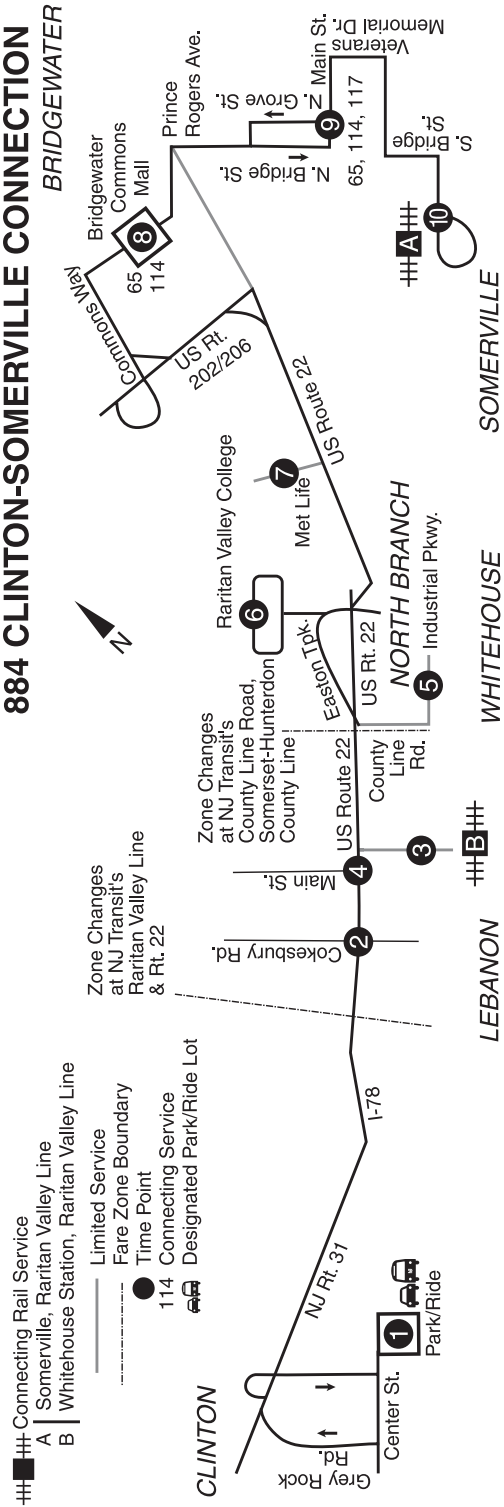 884 CLINTON-SOMERVILLE CONNECTION
Connecting Rail Service
A Somerville, Raritan Valley Line
B Whitehouse Station, Raritan Valley Line
Limited Service
Fare Zone Boundary
Time Point
114 Connecting Service
Designated Park/Ride Lot
N
CLINTON
Grey Rock
Rd.
Center St.
1
Park/Ride
NJ Rt. 31
I-78
Zone Changes
at NJ Transit's
Raritan Valley Line
& Rt. 22
LEBANON
Cokesbury Rd.
2
Main St.
4
3
B
US Route 22
Zone Changes
at NJ Transit's
County Line Road,
Somerset-Hunterdon
County Line
County
Line
Rd.
WHITEHOUSE
5
Industrial Pkwy.
NORTH BRANCH
US Rt. 22
Easton Tpk.
6
Raritan Valley College
7
Met Life
US Route 22
US Rt.
202/206
Commons Way
BRIDGEWATER
Bridgewater
Commons
Mall
8
65
114
Prince
Rogers Ave.
N. Bridge St.
N. Grove St.
9
Main St.
65, 114, 117
Veterans
Memorial Dr.
S. Bridge
St.
A
10
SOMERVILLE